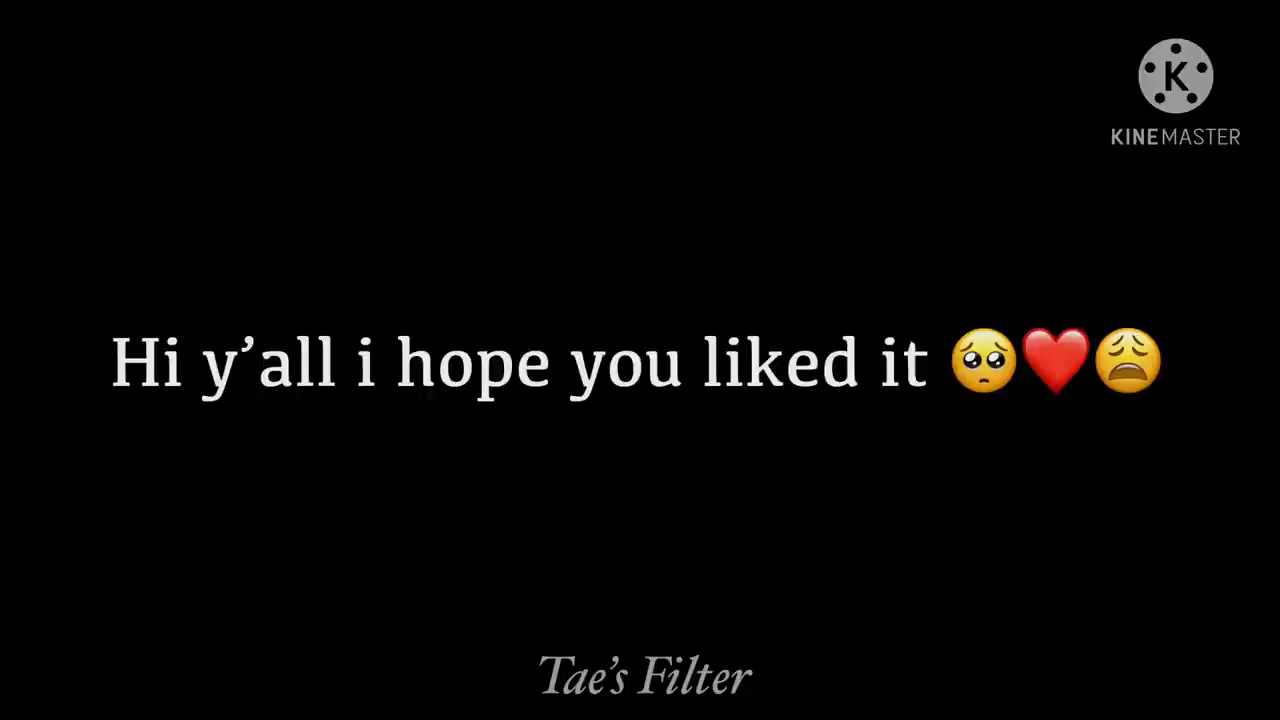 K
KINEMASTER
Hi y’all i hope you liked it 🥺❤️😩
Tae’s Filter